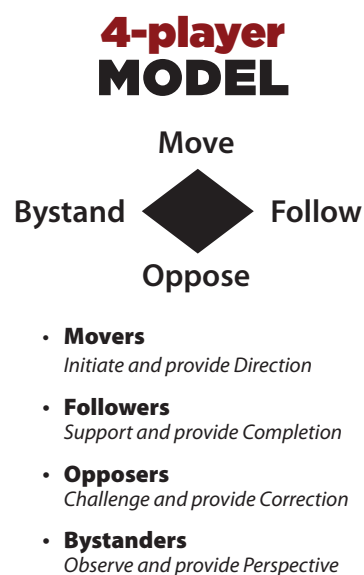 4-player
MODEL
Move
Bystand Follow
Oppose
• Movers
Initiate and provide Direction
• Followers
Support and provide Completion
• Opposers
Challenge and provide Correction
• Bystanders
Observe and provide Perspective